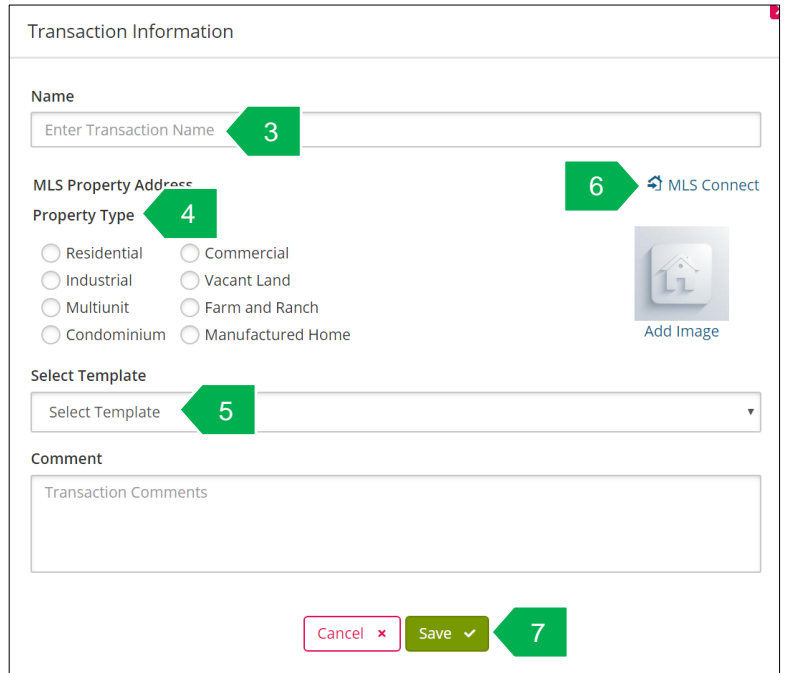 Transaction Information
Name
Enter Transaction Name 3
MLS Property Address 6 MLS Connect
Property Type 4
Residential Commercial
Industrial Vacant Land
Multiunit Farm and Ranch
Condominium Manufactured Home
Add Image
Select Template
Select Template 5
Comment
Transaction Comments
Cancel × Save ✓ 7